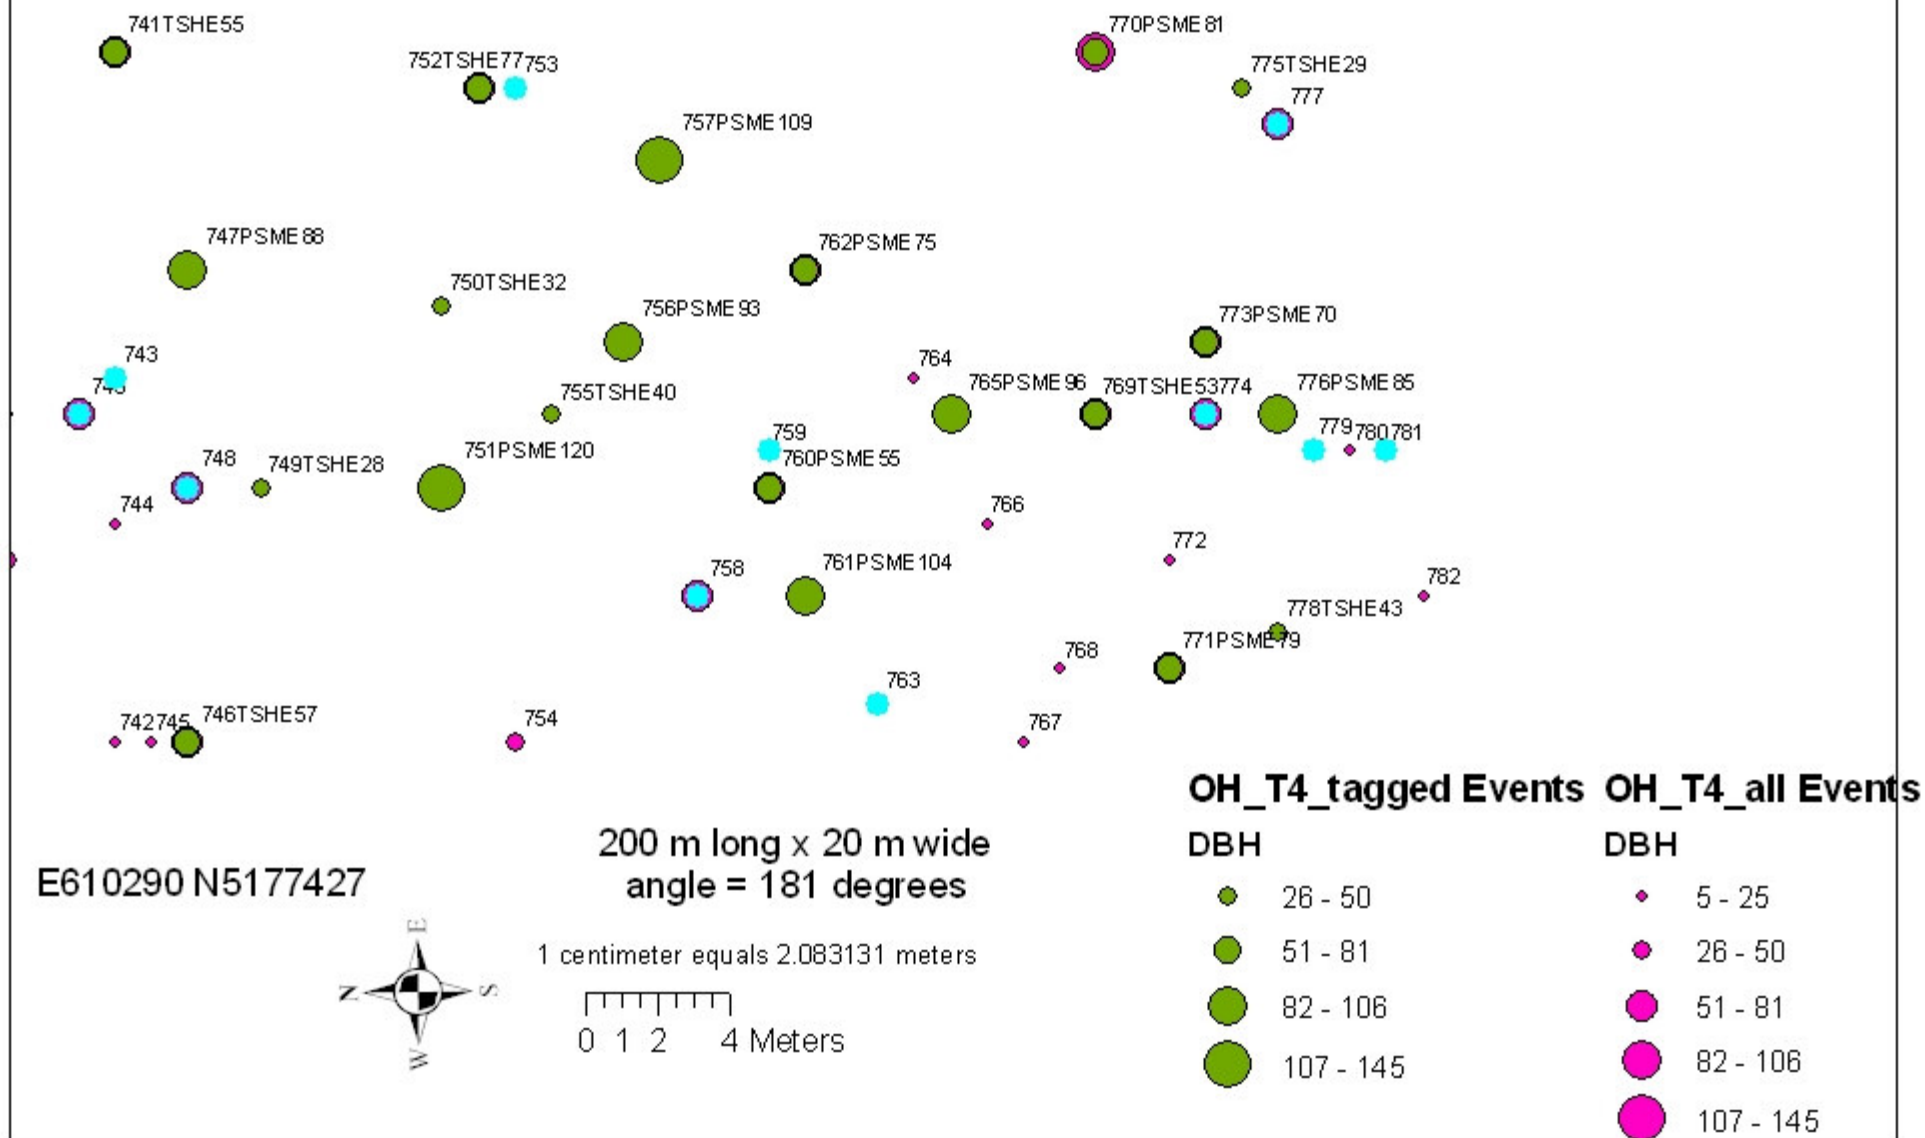 741TSHE55
770PSME81
752TSHE77753
775TSHE29
777
757PSME109
747PSME88
762PSME75
750TSHE32
756PSME93
773PSME70
743
764
765PSME96
769TSHE53774
776PSME85
755TSHE40
779
780781
759
751PSME120
760PSME55
748
749TSHE28
744
766
772
761PSME104
758
782
778TSHE43
771PSME79
768
763
742745
746TSHE57
754
767
OH_T4_tagged Events
DBH
26 - 50
51 - 81
82 - 106
107 - 145
OH_T4_all Events
DBH
5 - 25
26 - 50
51 - 81
82 - 106
107 - 145
200 m long x 20 m wide
angle = 181 degrees
E610290 N5177427
1 centimeter equals 2.083131 meters
0 1 2 4 Meters
E
N
S
W